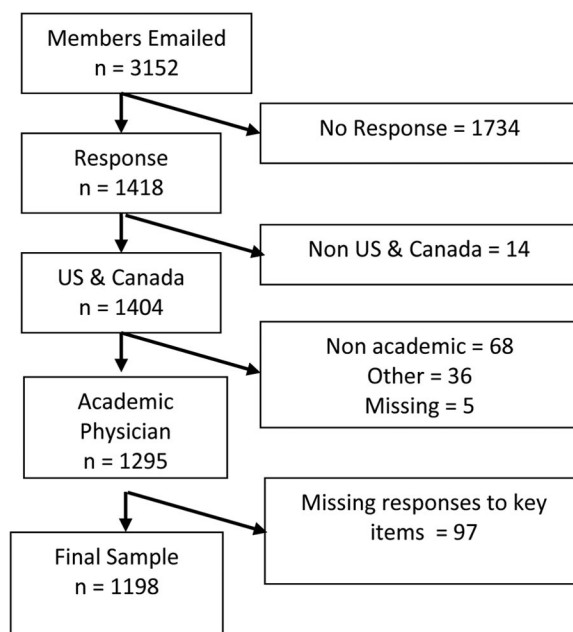 Members Emailed
n = 3152
No Response = 1734
Response
n = 1418
Non US & Canada = 14
US & Canada
n = 1404
Non academic = 68
Other = 36
Missing = 5
Academic
Physician
n = 1295
Missing responses to key
items = 97
Final Sample
n = 1198